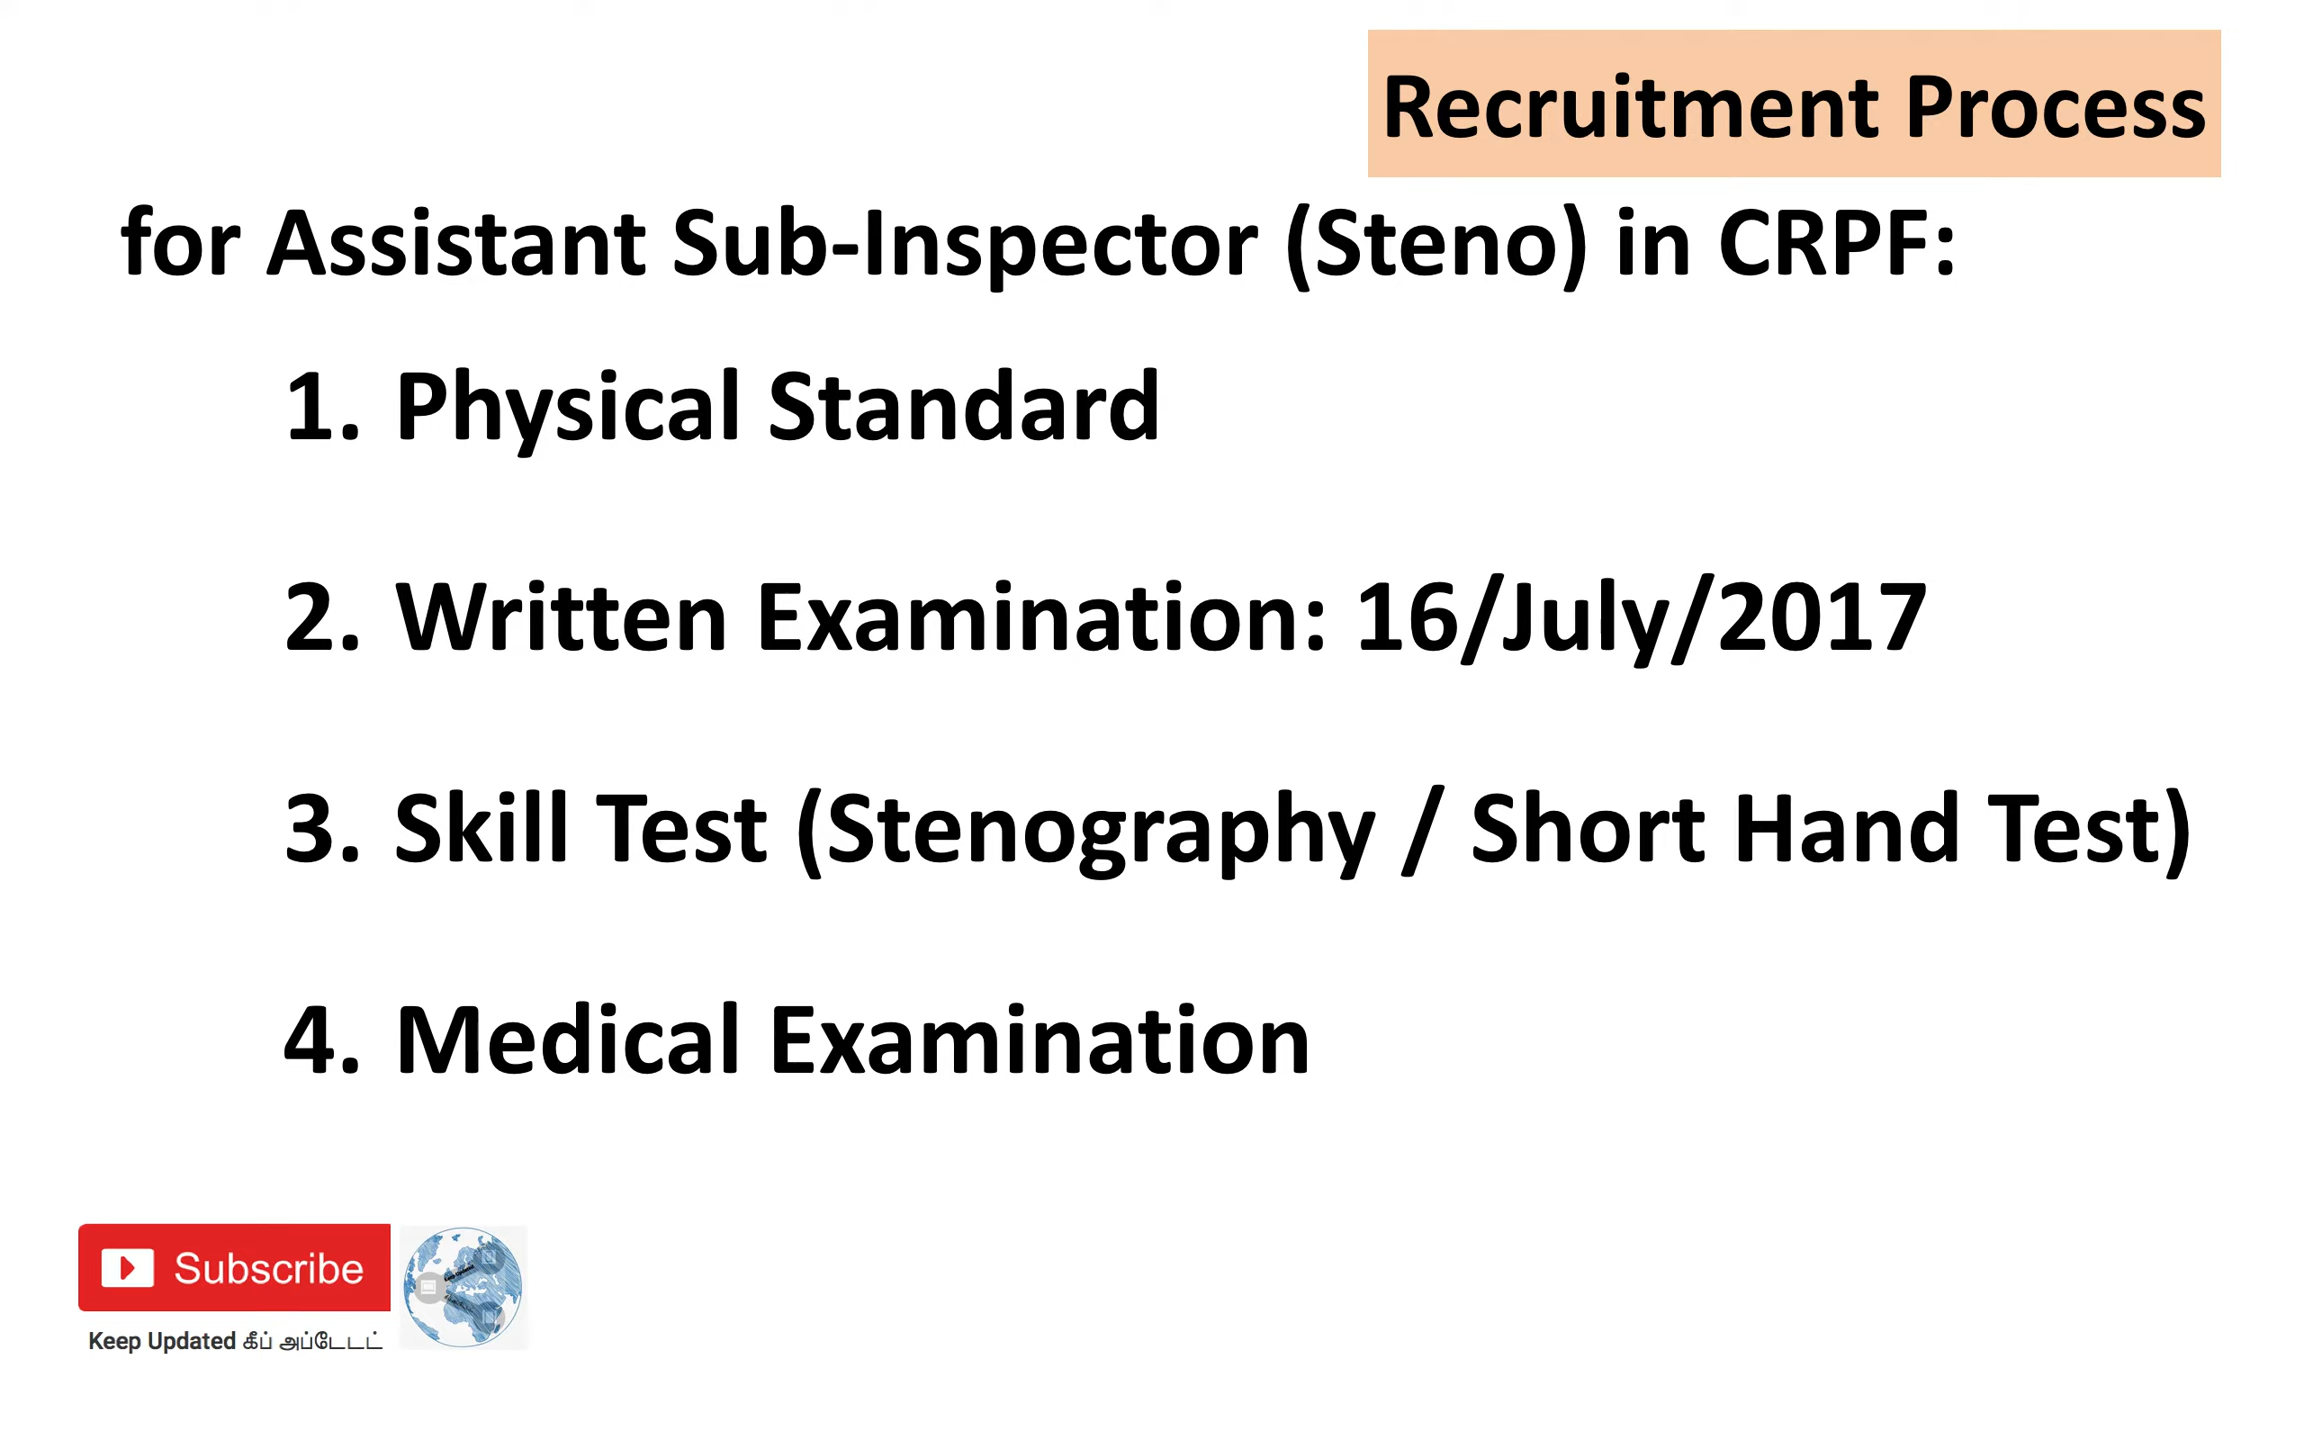 Recruitment Process
for Assistant Sub-Inspector (Steno) in CRPF:
1. Physical Standard
2. Written Examination: 16/July/2017
3. Skill Test (Stenography / Short Hand Test)
4. Medical Examination
Subscribe
Keep Updated கீப் அப்டேடட்